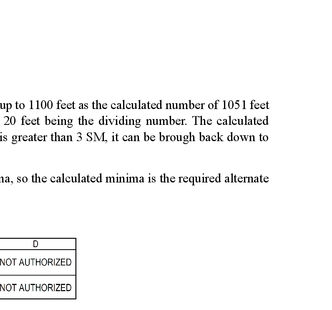 up to 1100 feet as the calculated number of 1051 feet
20 feet being the dividing number. The calculated
is greater than 3 SM, it can be brough back down to
na, so the calculated minima is the required alternate
D
NOT AUTHORIZED
NOT AUTHORIZED